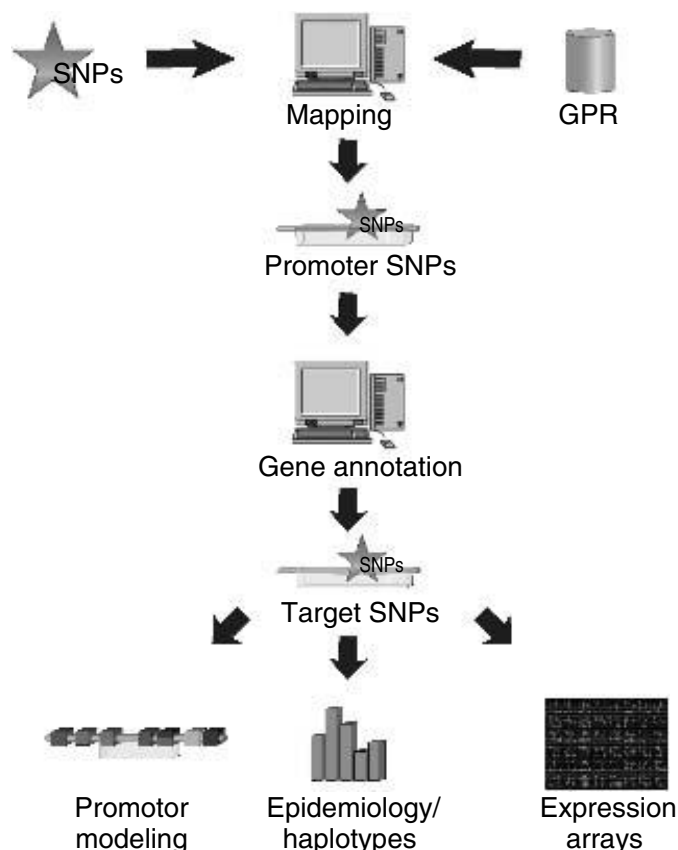 SNPs
Mapping
GPR
SNPs
Promoter SNPs
Gene annotation
SNPs
Target SNPs
Promotor
modeling
Epidemiology/
haplotypes
Expression
arrays